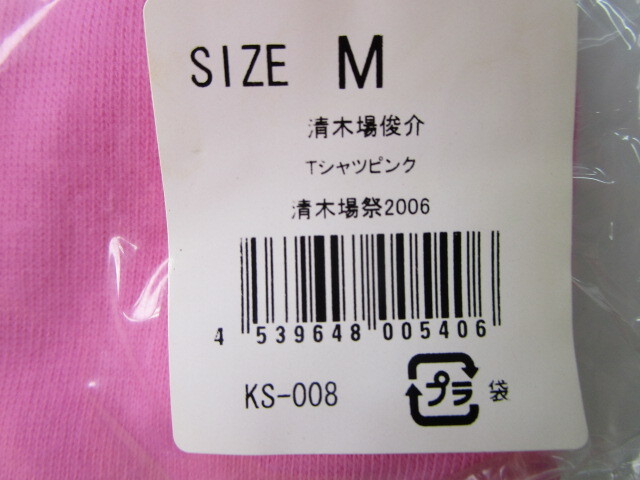 SIZE M
清木場俊介
Tシャツピンク
清木場祭2006
4 539648 005406
KS-008
プラ 袋